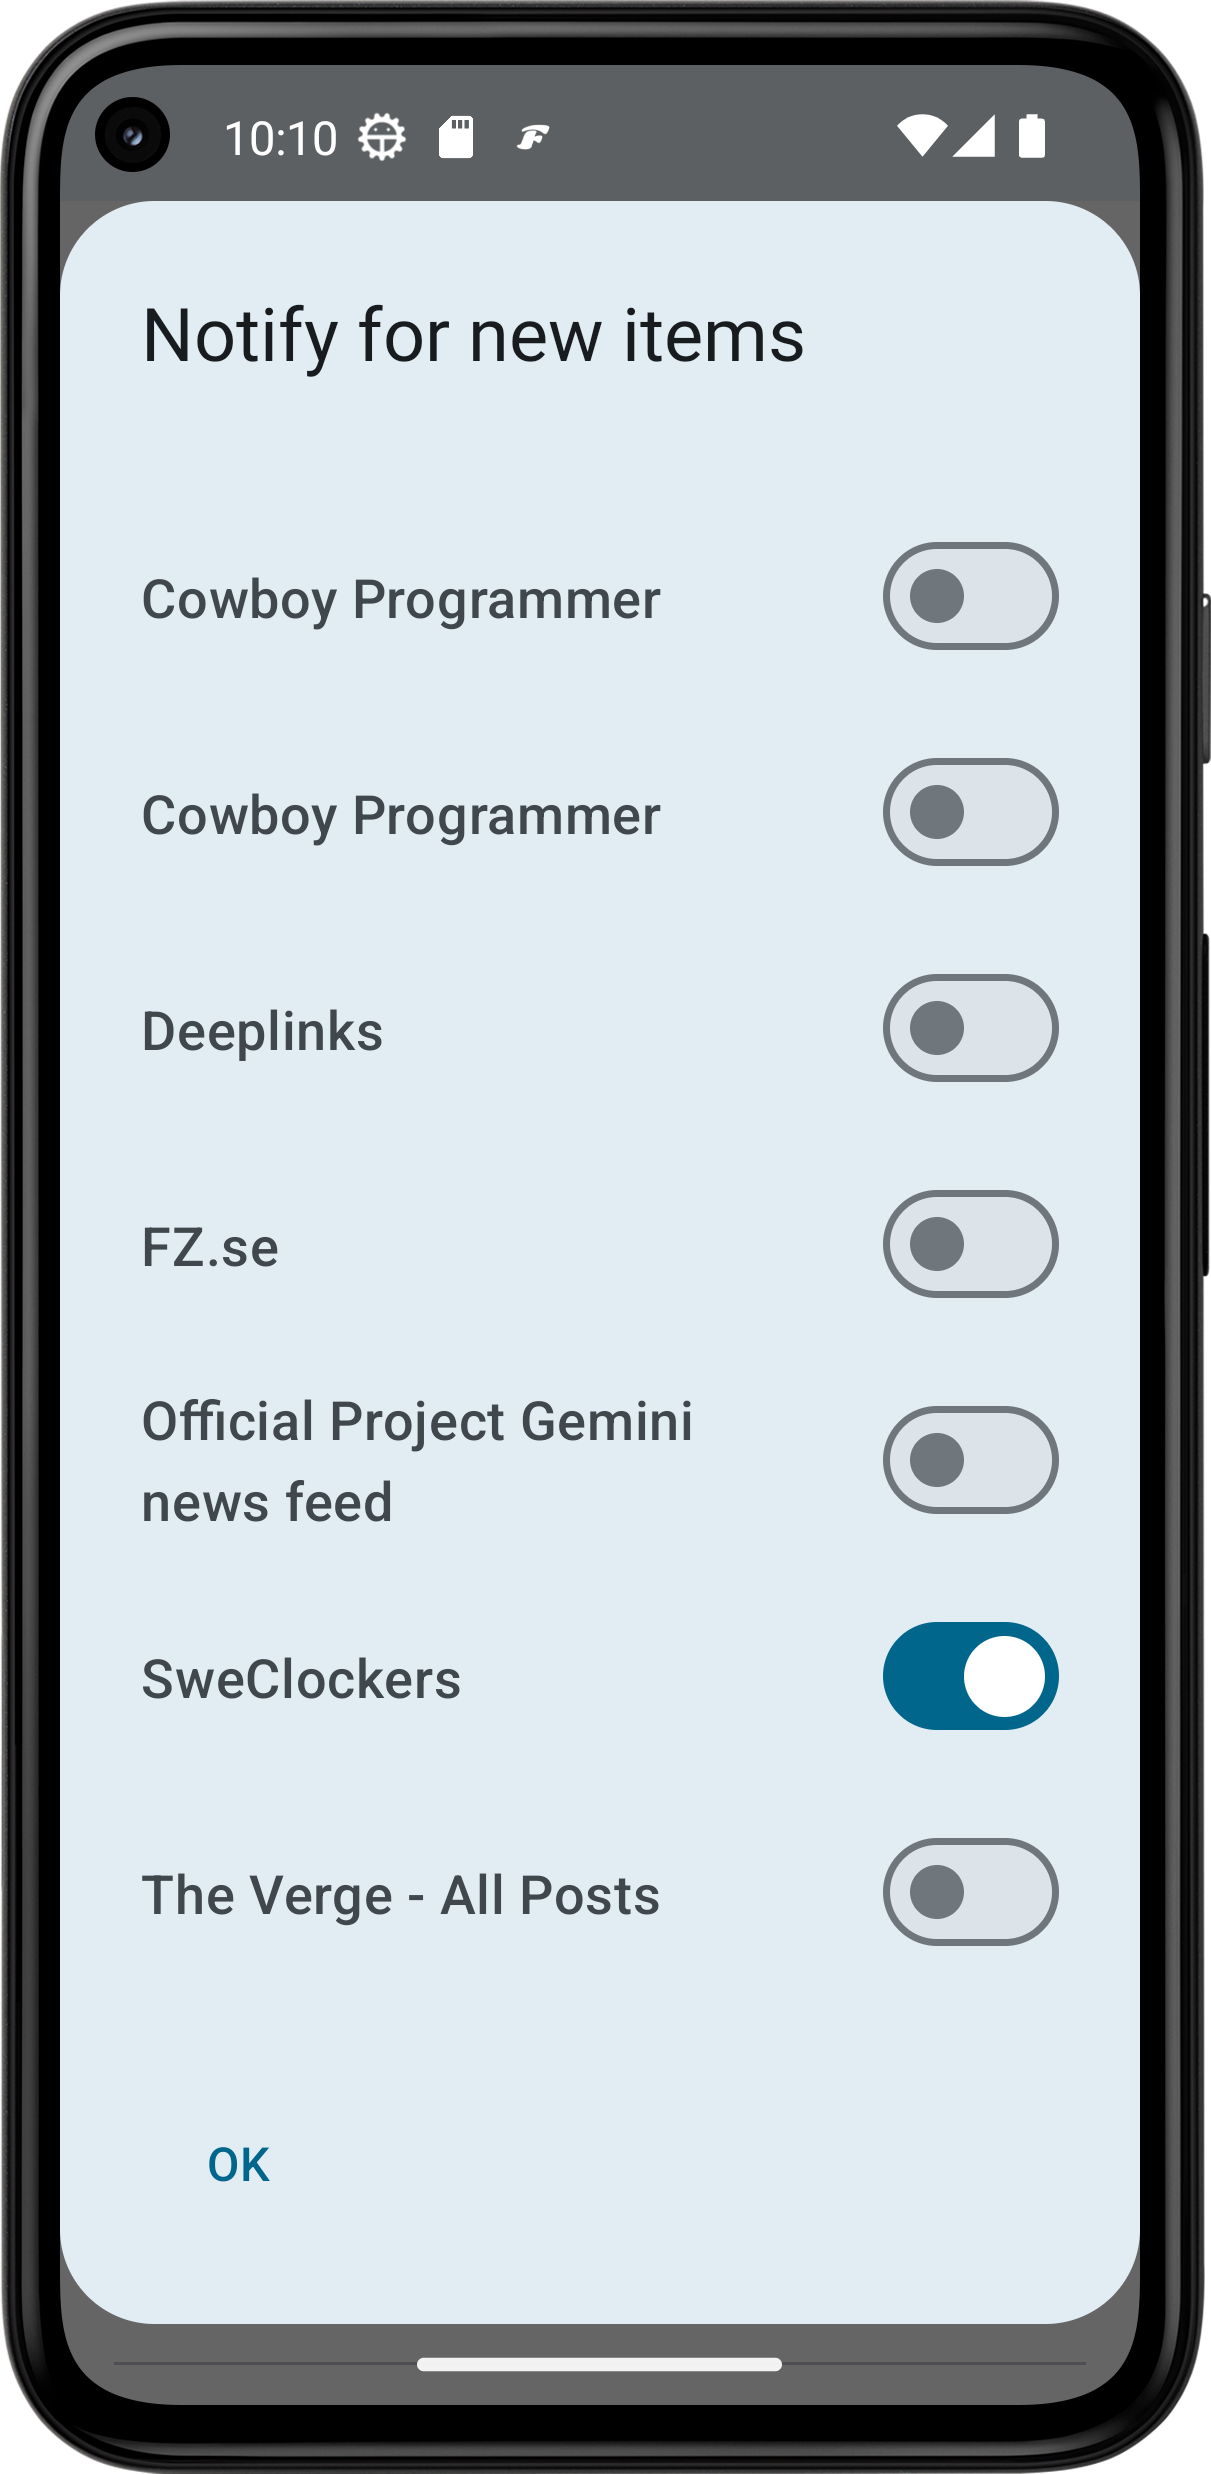 10:10
Notify for new items
Cowboy Programmer
Cowboy Programmer
Deeplinks
FZ.se
Official Project Gemini
news feed
SweClockers
The Verge - All Posts
OK